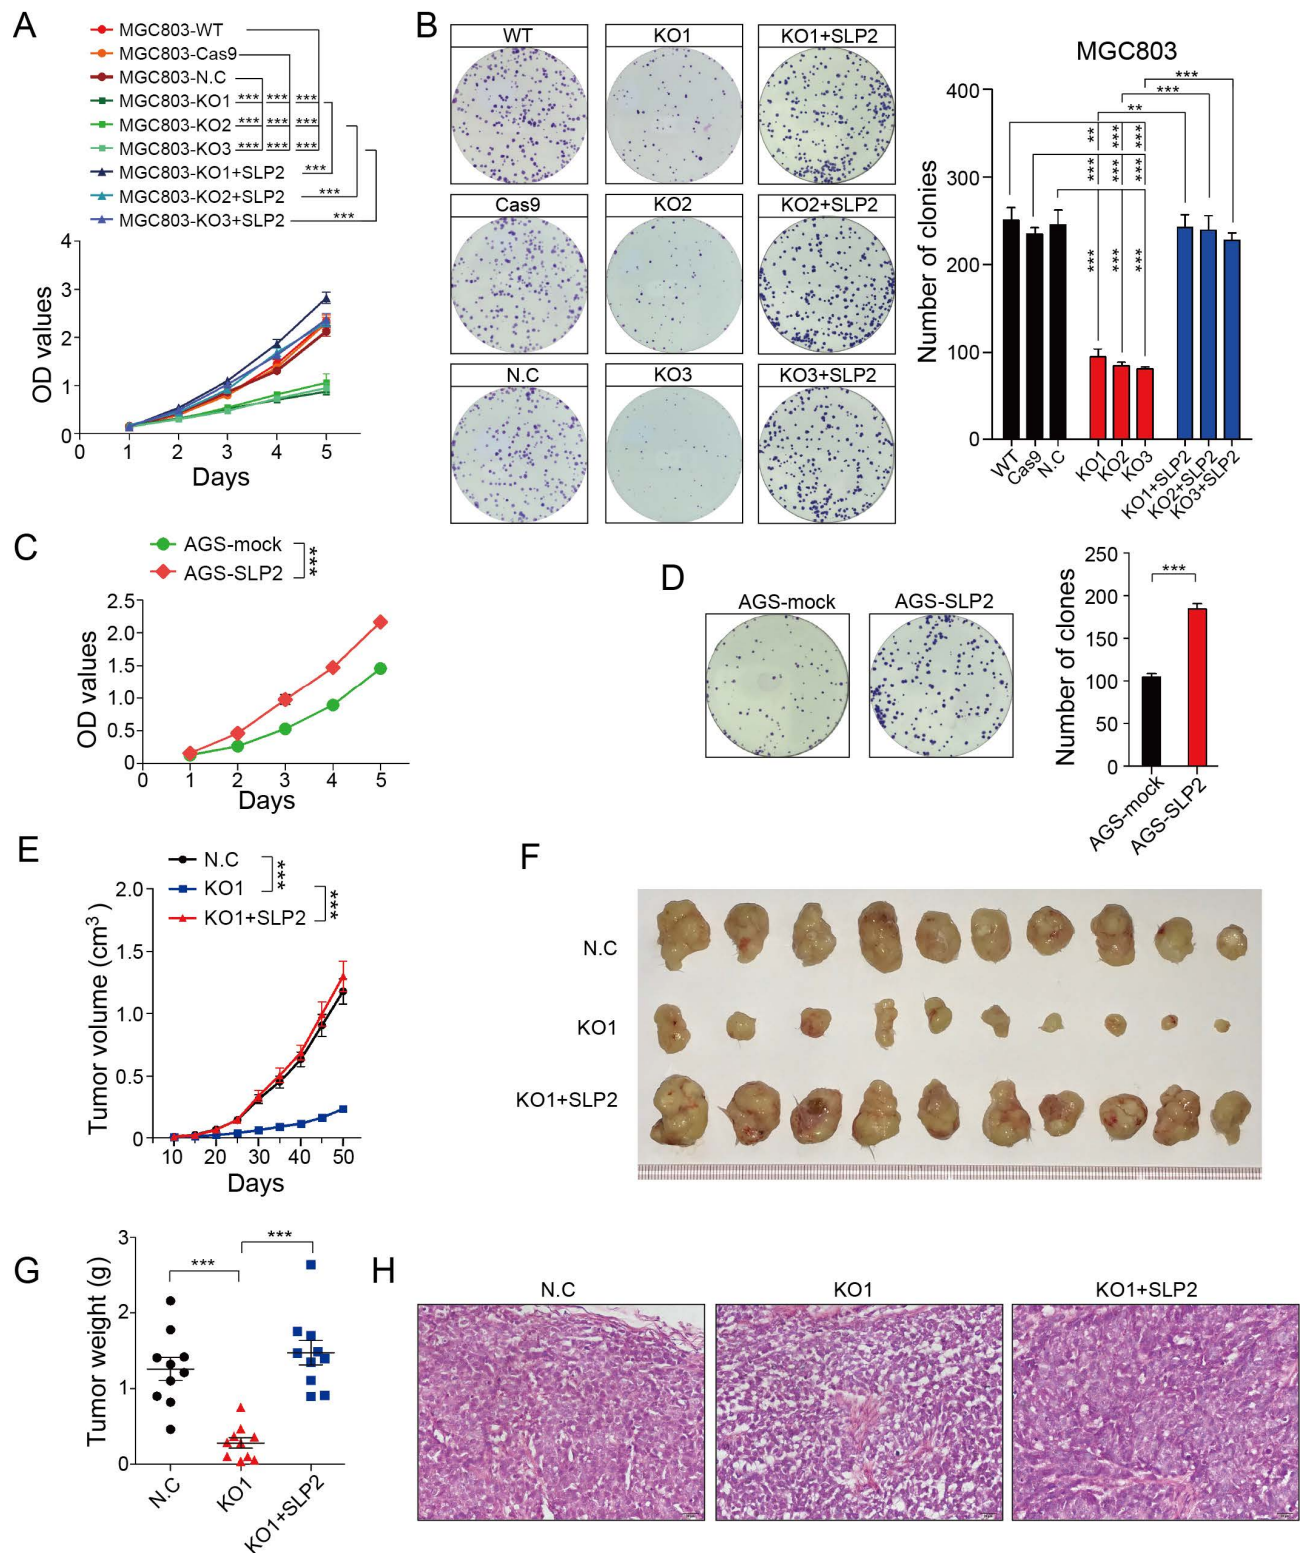 A
MGC803-WT
MGC803-Cas9
MGC803-N.C
MGC803-KO1 *** *** ***
MGC803-KO2 *** *** ***
MGC803-KO3 *** *** ***
MGC803-KO1+SLP2 ***
MGC803-KO2+SLP2 ***
MGC803-KO3+SLP2 ***
OD values
4
3
2
1
0
0 1 2 3 4 5
Days
B
WT KO1 KO1+SLP2
Cas9 KO2 KO2+SLP2
N.C KO3 KO3+SLP2
MGC803
Number of clonies
400
300
200
100
0
***
***
**
** *** ***
*** *** ***
*** *** ***
WT Cas9 N.C KO1 KO2 KO3 KO1+SLP2 KO2+SLP2 KO3+SLP2
C
AGS-mock
AGS-SLP2
***
OD values
2.5
2.0
1.5
1.0
0.5
0
0 1 2 3 4 5
Days
D
AGS-mock AGS-SLP2
Number of clones
250
200
150
100
50
0
***
AGS-mock AGS-SLP2
E
N.C
KO1
KO1+SLP2
***
***
Tumor volume (cm³)
2.0
1.5
1.0
0.5
0
10 20 30 40 50
Days
F
N.C
KO1
KO1+SLP2
G
Tumor weight (g)
3
2
1
0
*** ***
N.C KO1 KO1+SLP2
H
N.C KO1 KO1+SLP2